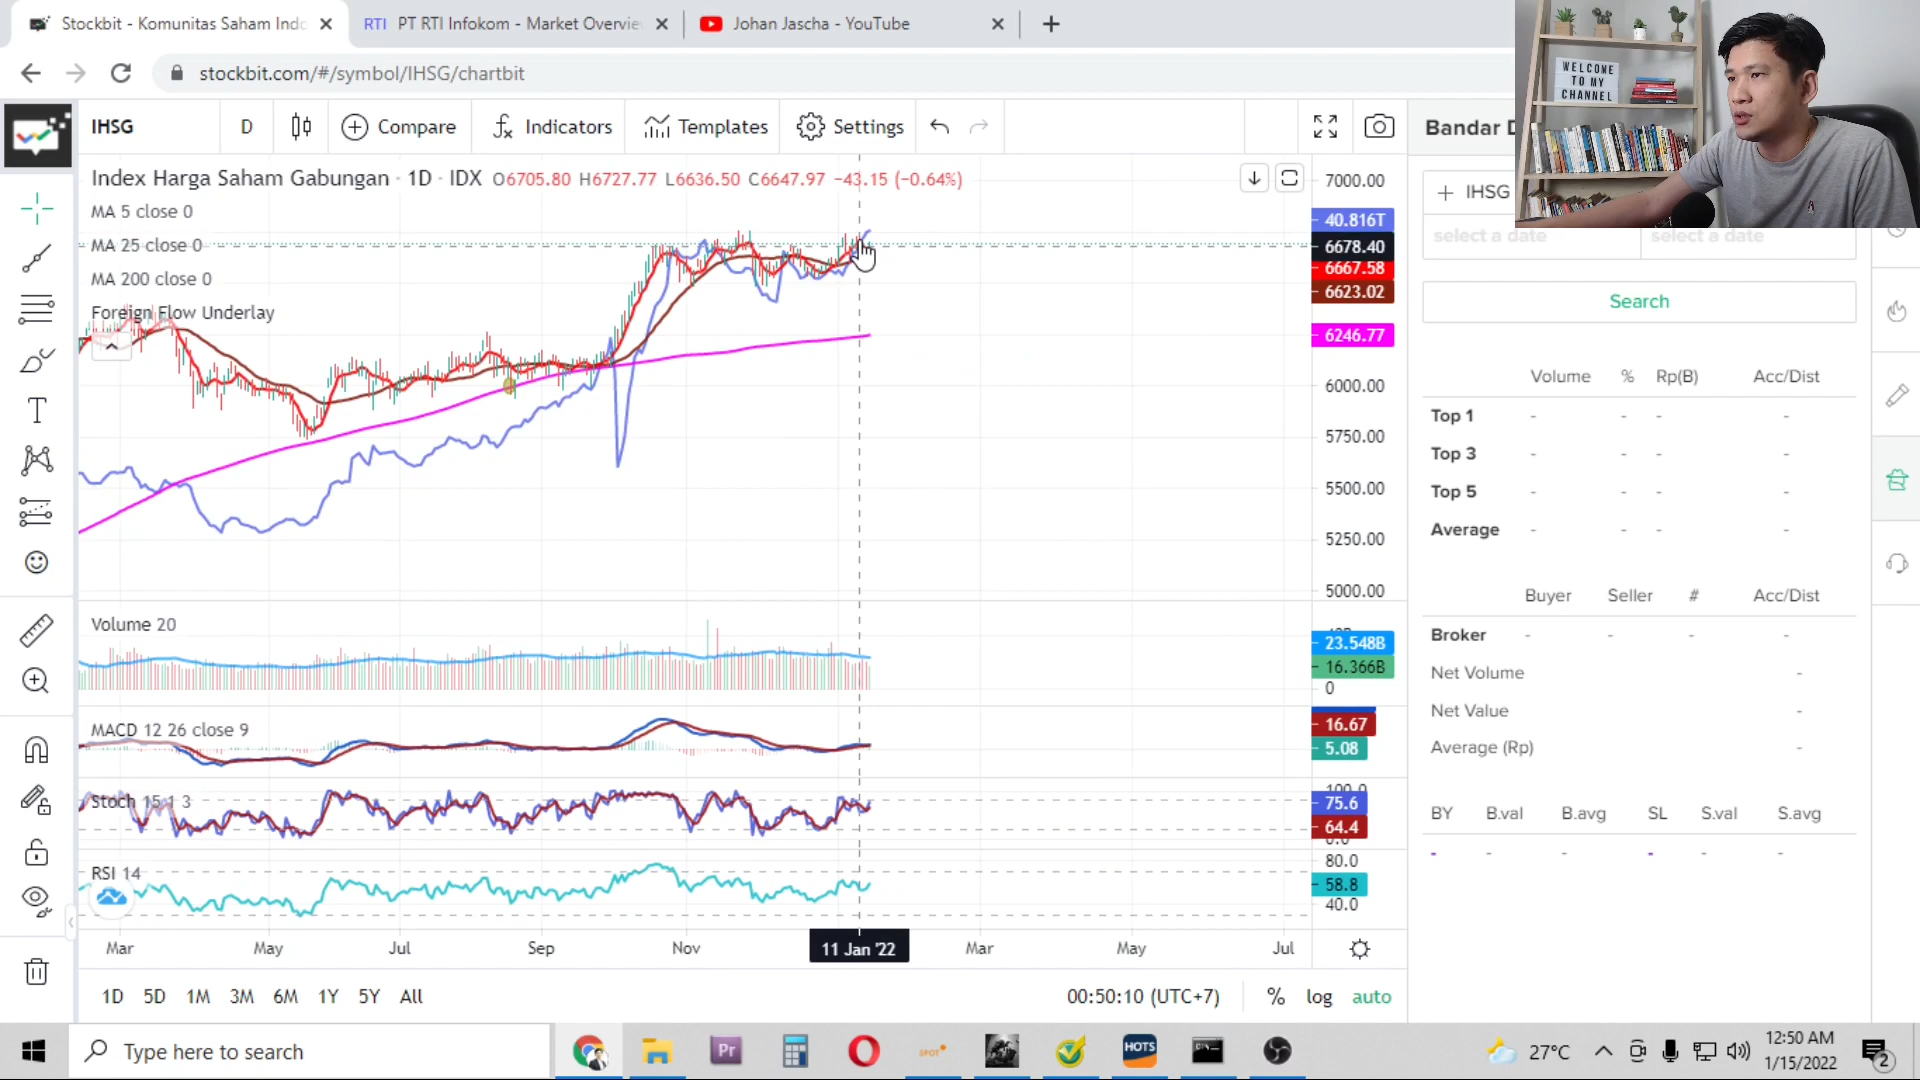 Stockbit - Komunitas Saham Indo
RTI PT RTI Infokom - Market Overvie
Johan Jascha - YouTube
stockbit.com/#/symbol/IHSG/chartbit
WELCOME
TO MY
CHANNEL
IHSG
D
Compare
Indicators
Templates
Settings
Bandar D
Index Harga Saham Gabungan · 1D · IDX O6705.80 H6727.77 L6636.50 C6647.97 −43.15 (−0.64%)
MA 5 close 0
MA 25 close 0
MA 200 close 0
Foreign Flow Underlay
7000.00
40.816T
6678.40
6667.58
6623.02
6246.77
6000.00
5750.00
5500.00
5250.00
5000.00
Volume 20
23.548B
16.366B
0
MACD 12 26 close 9
16.67
5.08
Stoch 15 1 3
100.0
75.6
64.4
0.0
RSI 14
80.0
58.8
40.0
Mar May Jul Sep Nov 11 Jan '22 Mar May Jul
1D 5D 1M 3M 6M 1Y 5Y All
00:50:10 (UTC+7)
% log auto
+ IHSG
select a date select a date
Search
Volume % Rp(B) Acc/Dist
Top 1 - - - -
Top 3 - - - -
Top 5 - - - -
Average - - - -
Buyer Seller # Acc/Dist
Broker - - - -
Net Volume -
Net Value -
Average (Rp) -
BY B.val B.avg SL S.val S.avg
- - - - - -
Type here to search
Pr
SPOT
HOTS
27°C
12:50 AM
1/15/2022
2